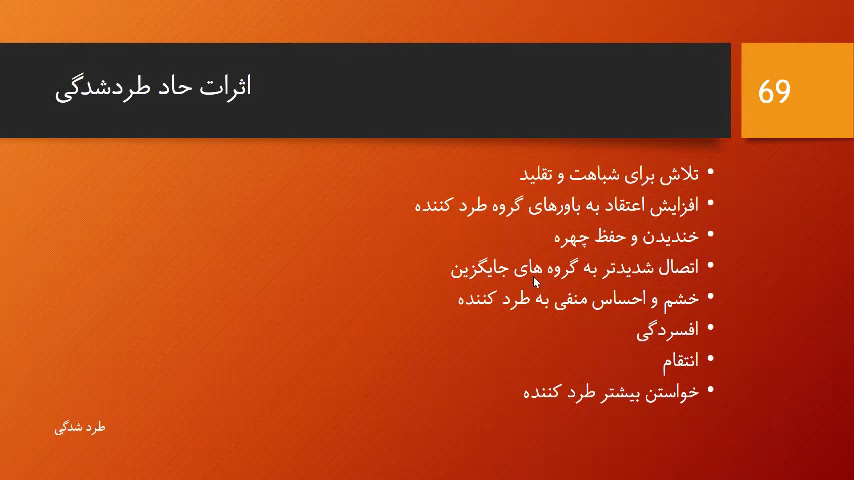 اثرات حاد طردشدگی
69
• تلاش برای شباهت و تقلید
• افزایش اعتقاد به باورهای گروه طرد کننده
• خندیدن و حفظ چهره
• اتصال شدیدتر به گروه های جایگزین
• خشم و احساس منفی به طرد کننده
• افسردگی
• انتقام
• خواستن بیشتر طرد کننده
طرد شدگی